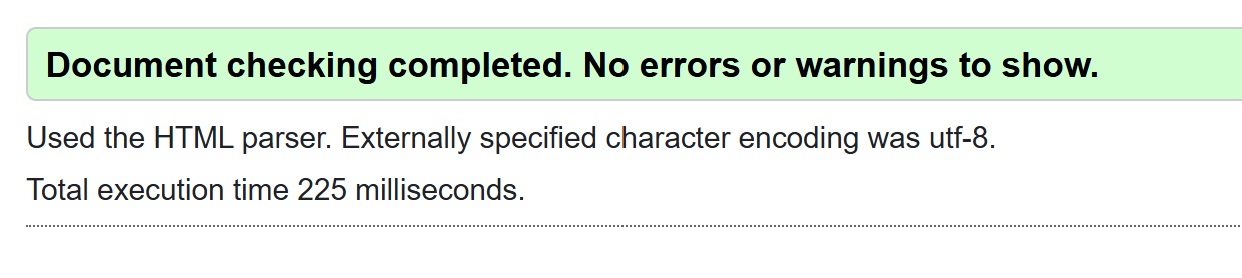 Document checking completed. No errors or warnings to show.
Used the HTML parser. Externally specified character encoding was utf-8.
Total execution time 225 milliseconds.